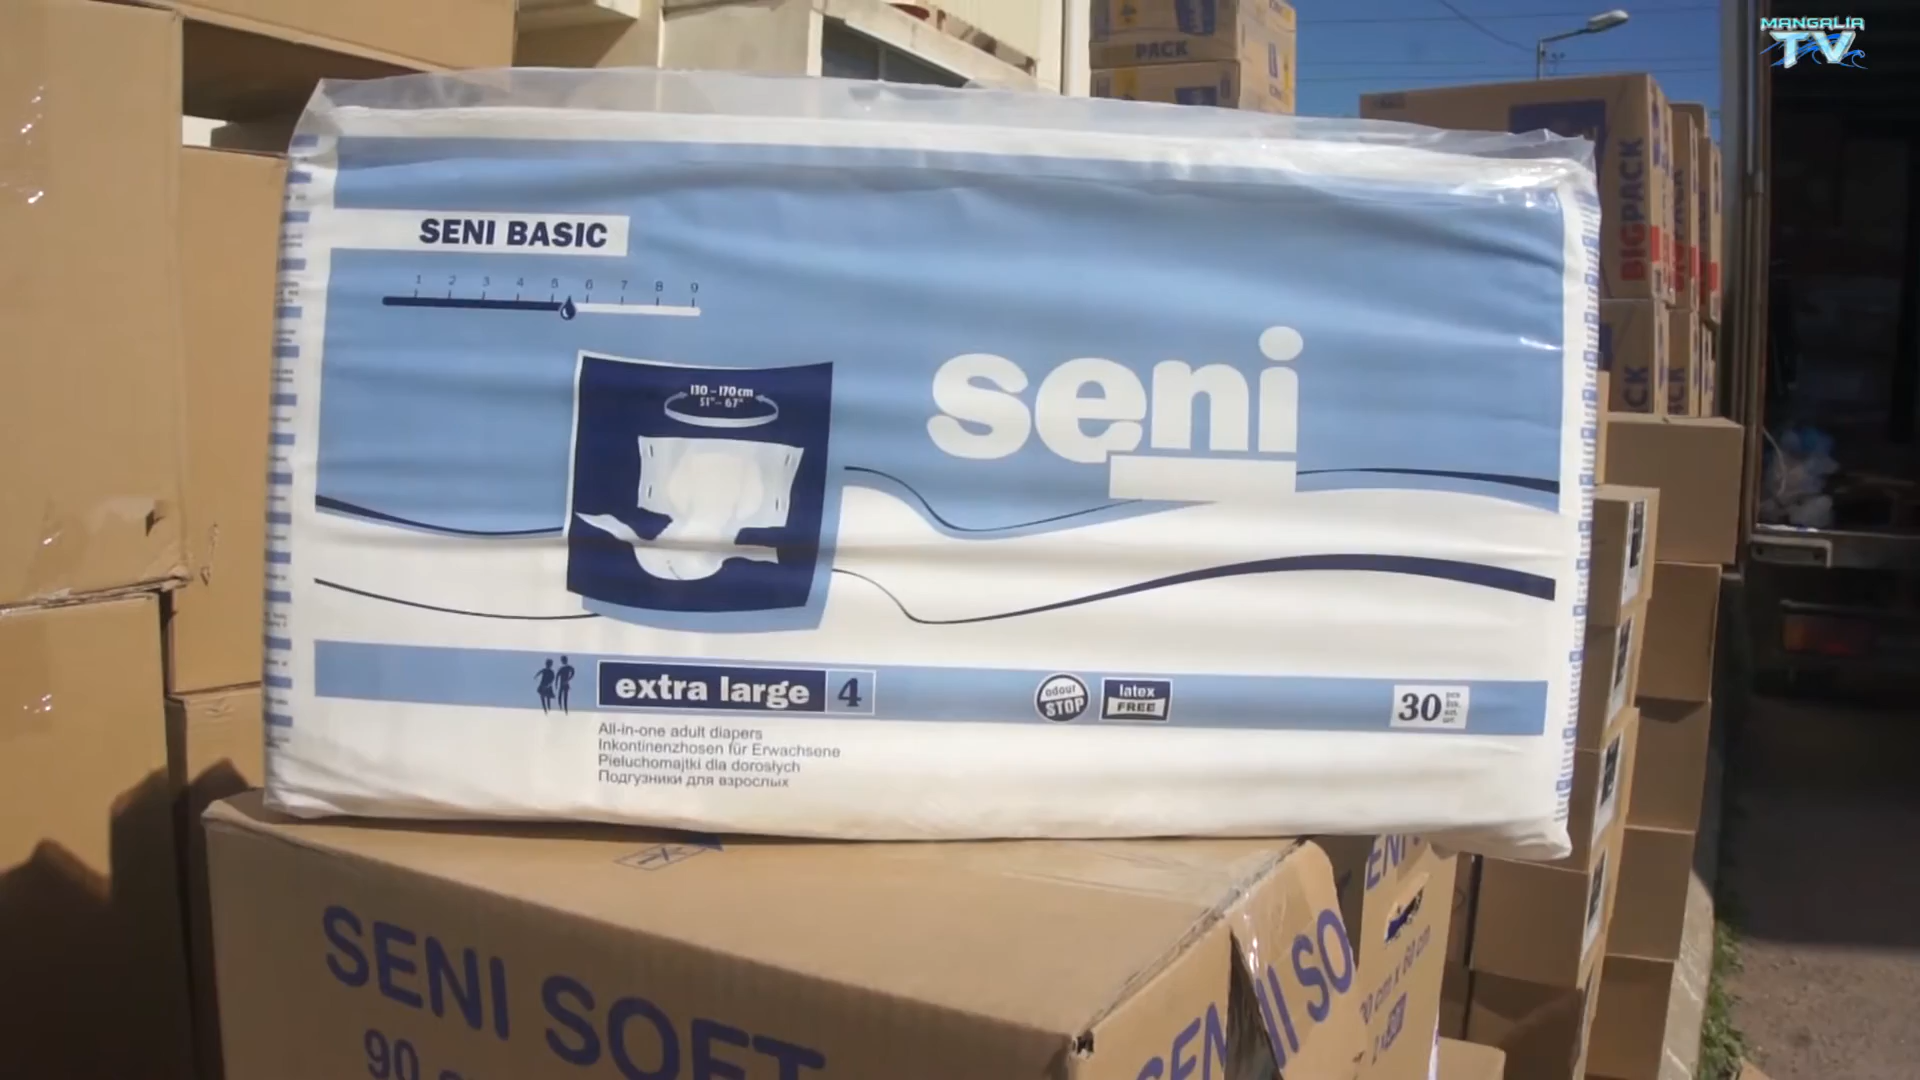 MANGALIA
TV
PACK
BIGPACK
SENI BASIC
1 2 3 4 5 6 7 8 9
130 – 170 cm
51" – 67"
seni
extra large 4
odour
STOP
latex
FREE
30
All-in-one adult diapers
Inkontinenzhosen für Erwachsene
Pieluchomajtki dla dorosłych
Подгузники для взрослых
SENI SOFT
90